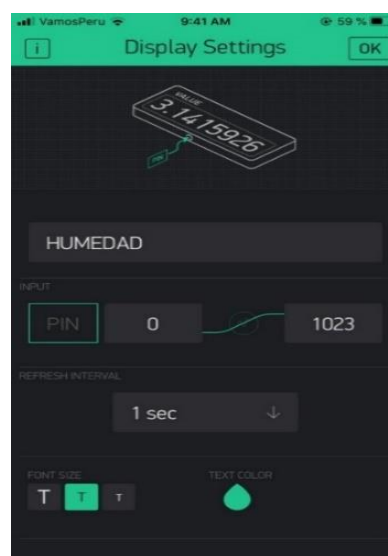 VamosPeru 9:41 AM 59 %
i Display Settings OK
VALUE
3.1415926
PIN
HUMEDAD
INPUT
PIN 0 1023
REFRESH INTERVAL
1 sec
FONT SIZE TEXT COLOR
T T T